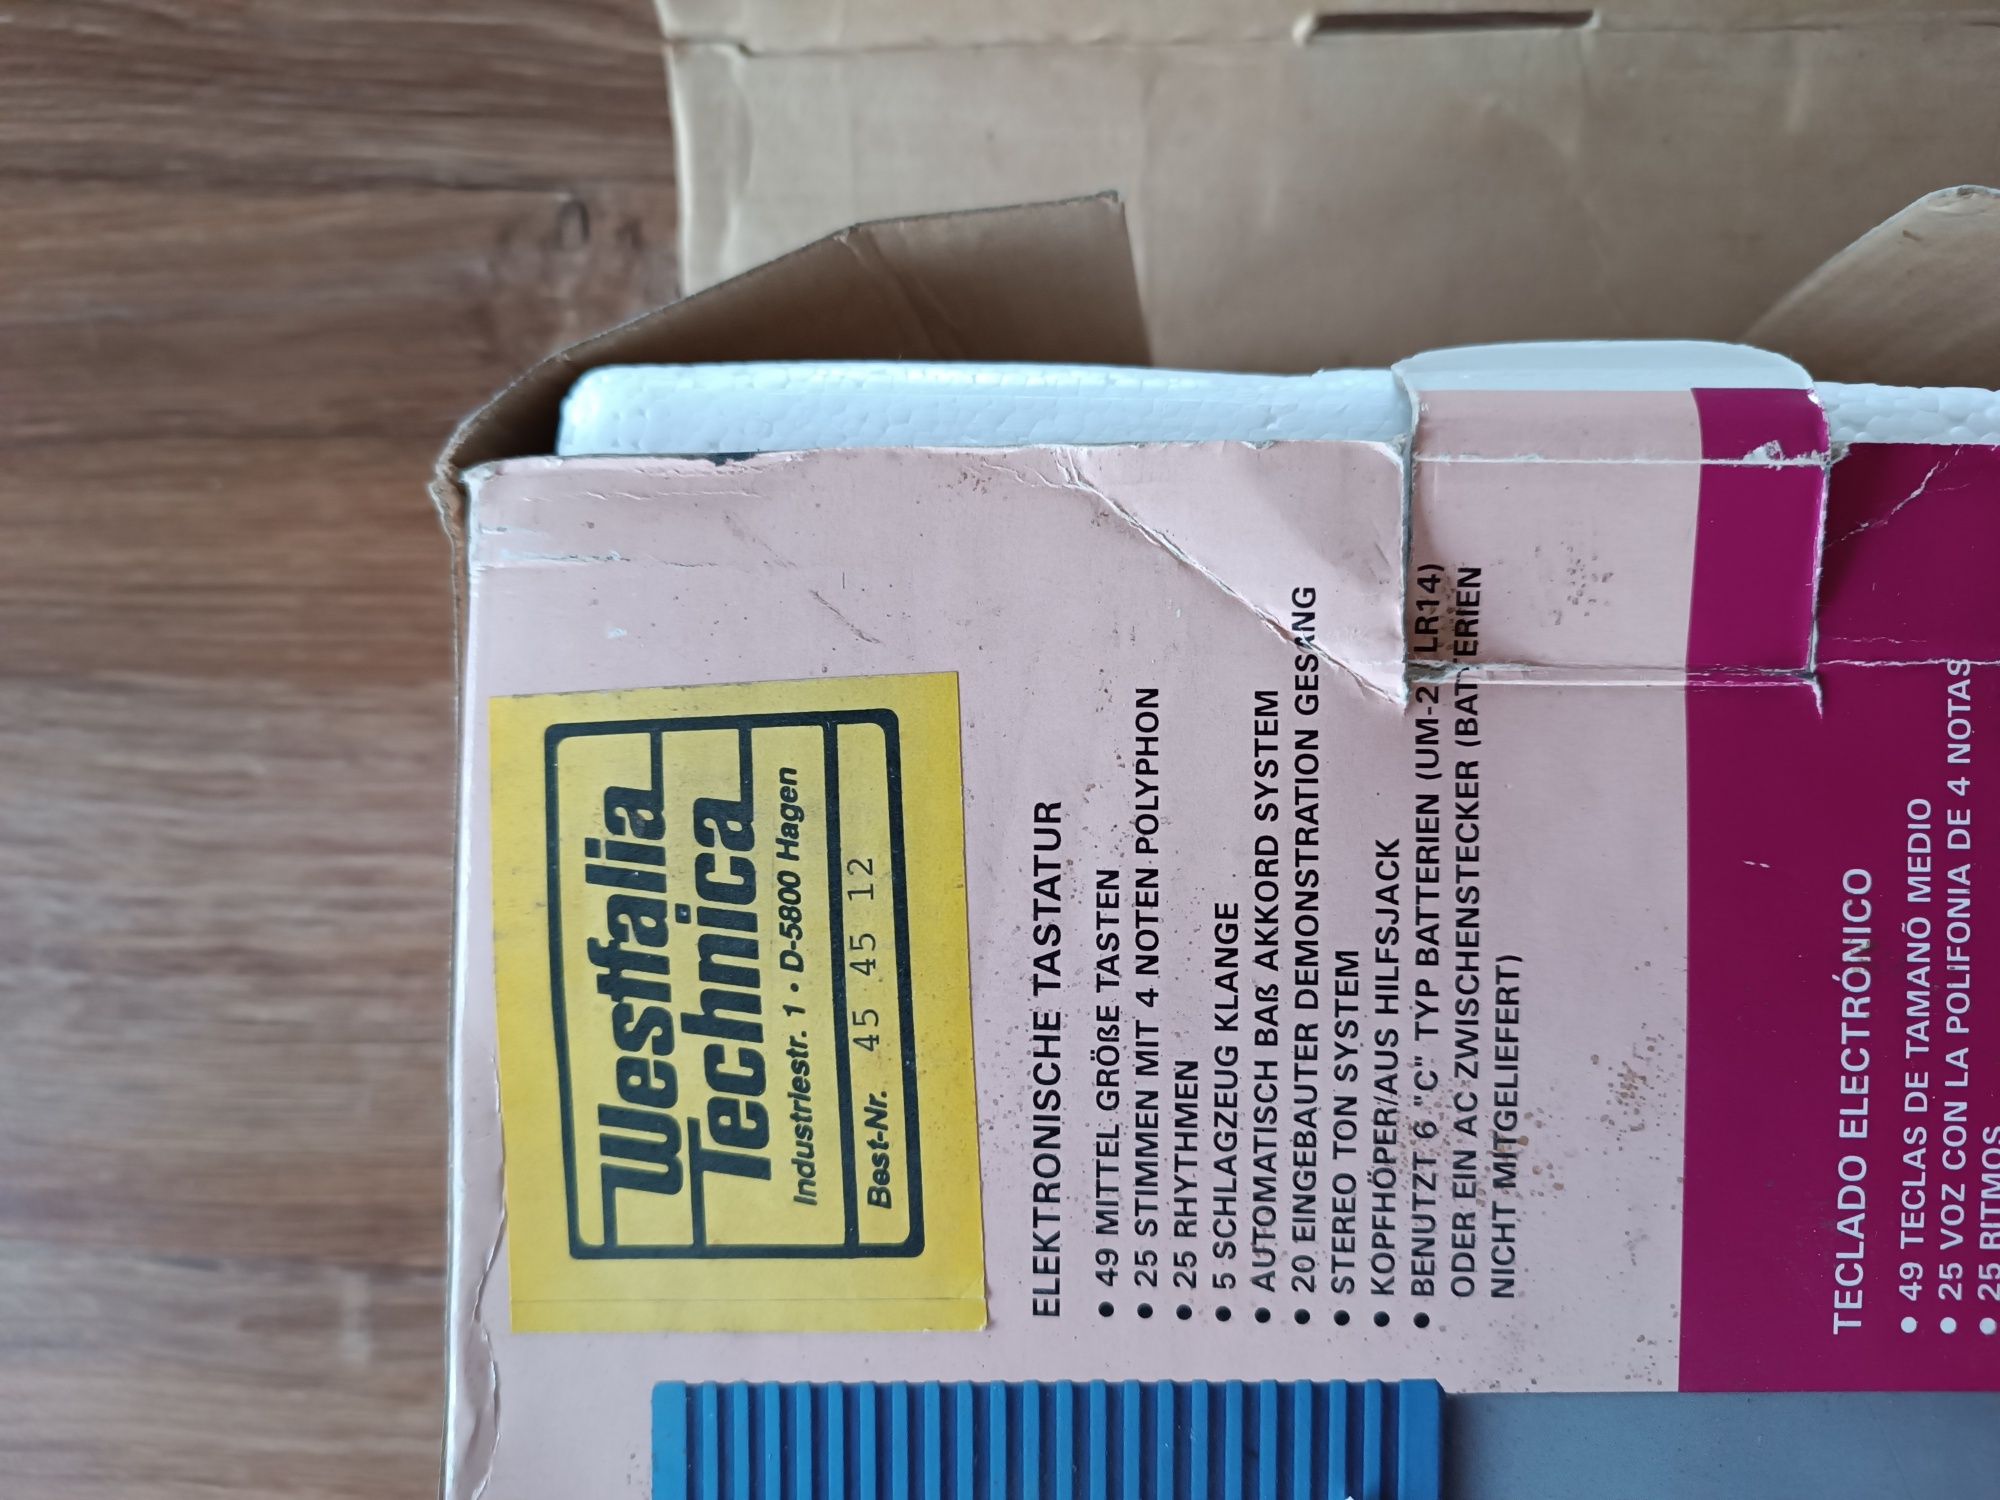 Westfalia
Technica
Industriestr. 1 · D-5800 Hagen
Best-Nr. 45 45 12
ELEKTRONISCHE TASTATUR
● 49 MITTEL GRÖßE TASTEN
● 25 STIMMEN MIT 4 NOTEN POLYPHON
● 25 RHYTHMEN
● 5 SCHLAGZEUG KLANGE
● AUTOMATISCH BAß AKKORD SYSTEM
● 20 EINGEBAUTER DEMONSTRATION GESANG
● STEREO TON SYSTEM
● KOPFHÖPER/AUS HILFSJACK
● BENUTZT 6 "C" TYP BATTERIEN (UM-2 LR14)
ODER EIN AC ZWISCHENSTECKER (BATTERIEN
NICHT MITGELIEFERT)
TECLADO ELECTRÓNICO
● 49 TECLAS DE TAMANŌ MEDIO
● 25 VOZ CON LA POLIFONIA DE 4 NOTAS
● 25 RITMOS